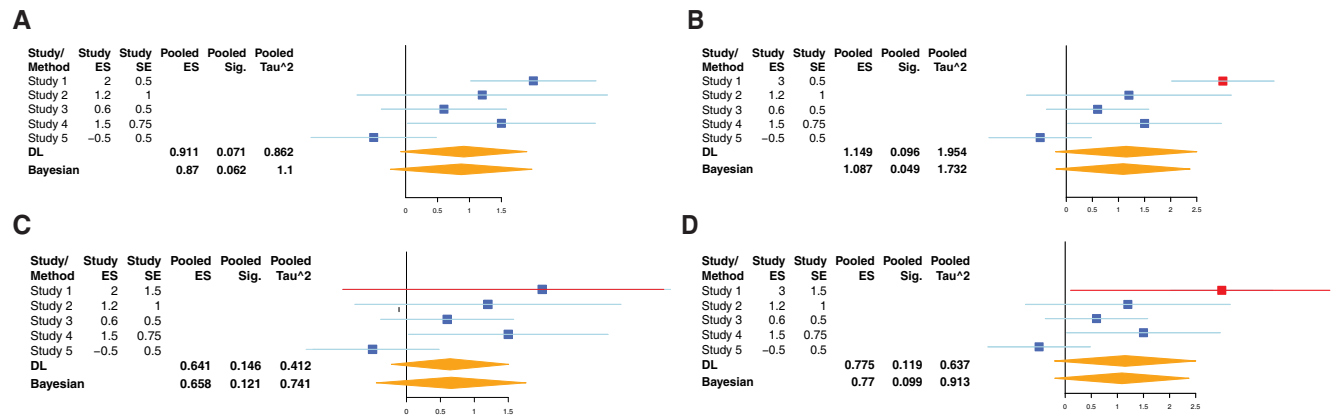 A
Study/ Study Study Pooled Pooled Pooled
Method ES SE ES Sig. Tau^2
Study 1 2 0.5
Study 2 1.2 1
Study 3 0.6 0.5
Study 4 1.5 0.75
Study 5 −0.5 0.5
DL 0.911 0.071 0.862
Bayesian 0.87 0.062 1.1
0 0.5 1 1.5
B
Study/ Study Study Pooled Pooled Pooled
Method ES SE ES Sig. Tau^2
Study 1 3 0.5
Study 2 1.2 1
Study 3 0.6 0.5
Study 4 1.5 0.75
Study 5 −0.5 0.5
DL 1.149 0.096 1.954
Bayesian 1.087 0.049 1.732
0 0.5 1 1.5 2 2.5
C
Study/ Study Study Pooled Pooled Pooled
Method ES SE ES Sig. Tau^2
Study 1 2 1.5
Study 2 1.2 1
Study 3 0.6 0.5
Study 4 1.5 0.75
Study 5 −0.5 0.5
DL 0.641 0.146 0.412
Bayesian 0.658 0.121 0.741
0 0.5 1 1.5
D
Study/ Study Study Pooled Pooled Pooled
Method ES SE ES Sig. Tau^2
Study 1 3 1.5
Study 2 1.2 1
Study 3 0.6 0.5
Study 4 1.5 0.75
Study 5 −0.5 0.5
DL 0.775 0.119 0.637
Bayesian 0.77 0.099 0.913
0 0.5 1 1.5 2 2.5